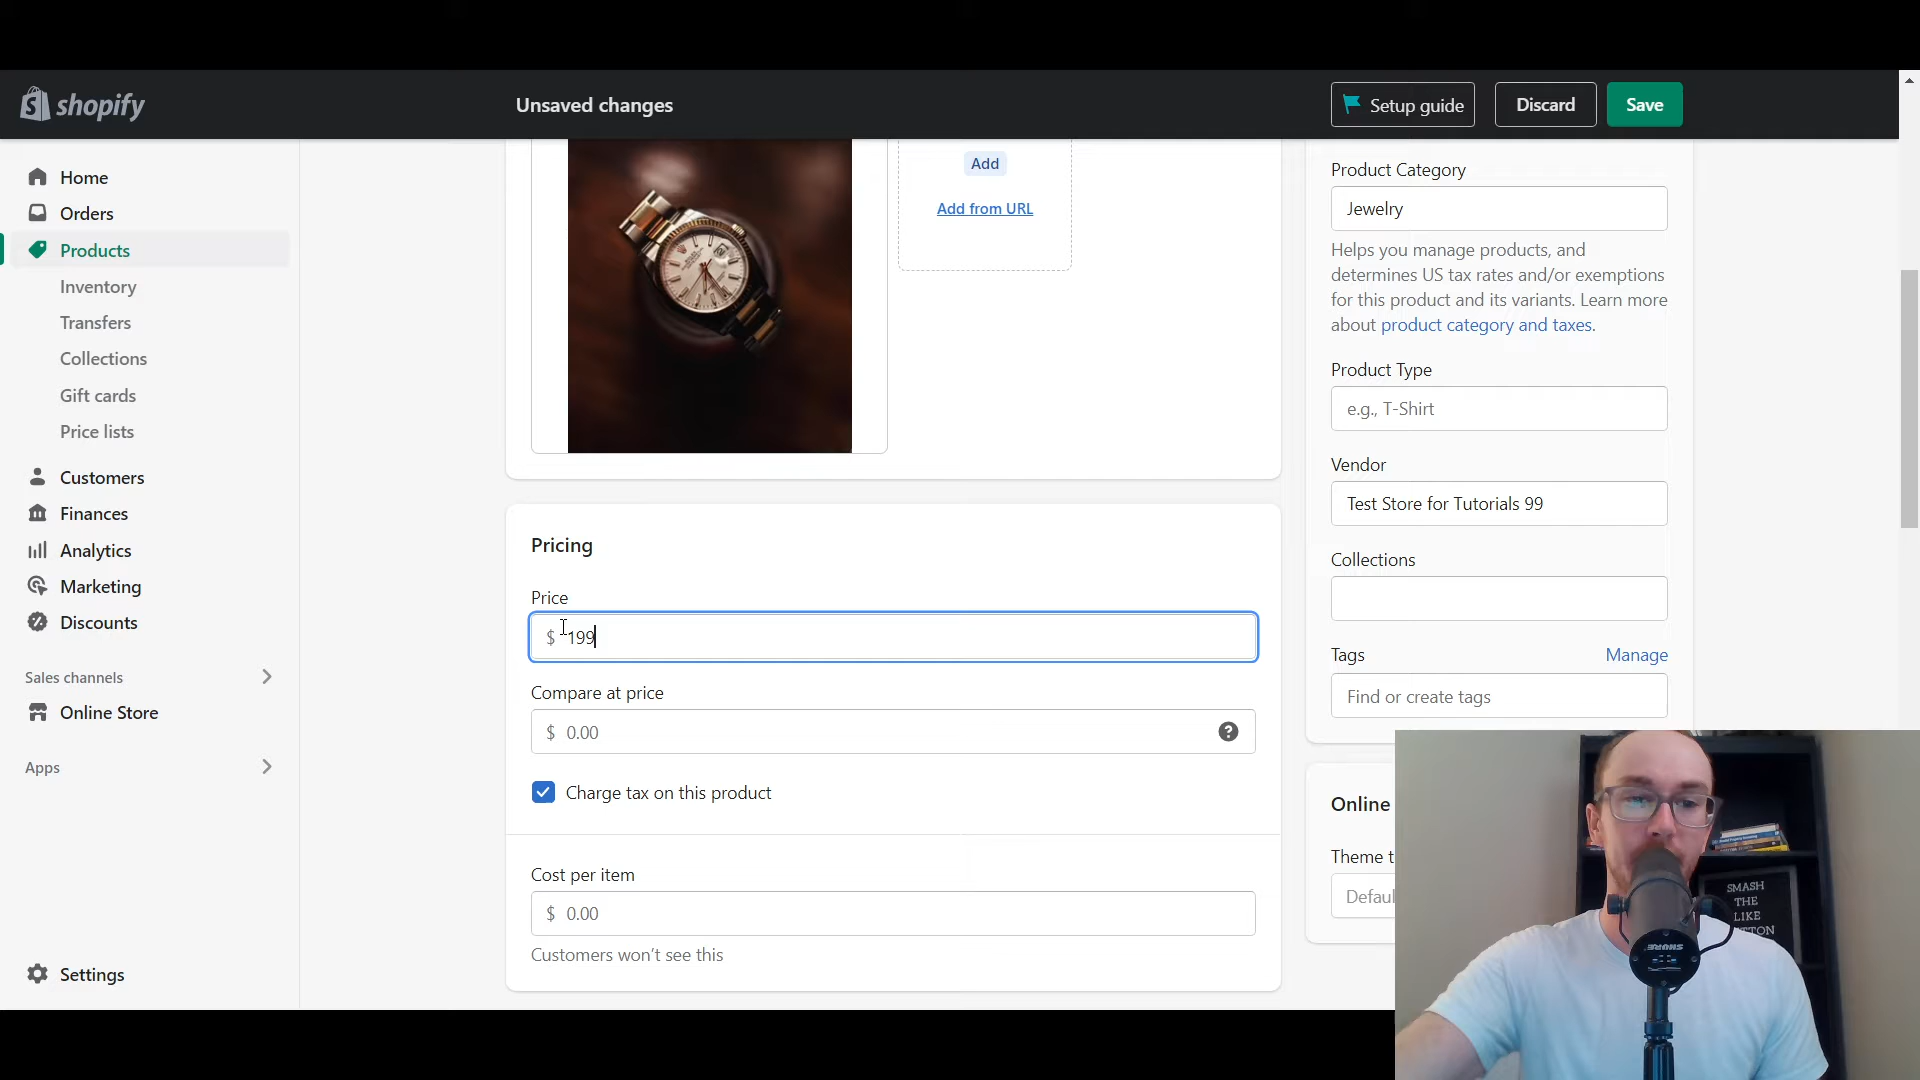 shopify
Unsaved changes
Setup guide
Discard
Save
Home
Orders
Products
Inventory
Transfers
Collections
Gift cards
Price lists
Customers
Finances
Analytics
Marketing
Discounts
Sales channels
Online Store
Apps
Settings
Add
Add from URL
Pricing
Price
$ 199
Compare at price
$ 0.00
Charge tax on this product
Cost per item
$ 0.00
Customers won't see this
Product Category
Jewelry
Helps you manage products, and
determines US tax rates and/or exemptions
for this product and its variants. Learn more
about product category and taxes.
Product Type
e.g., T-Shirt
Vendor
Test Store for Tutorials 99
Collections
Tags
Manage
Find or create tags
Online
Theme t
Defaul
SMASH
THE
LIKE
TTON
SHURE